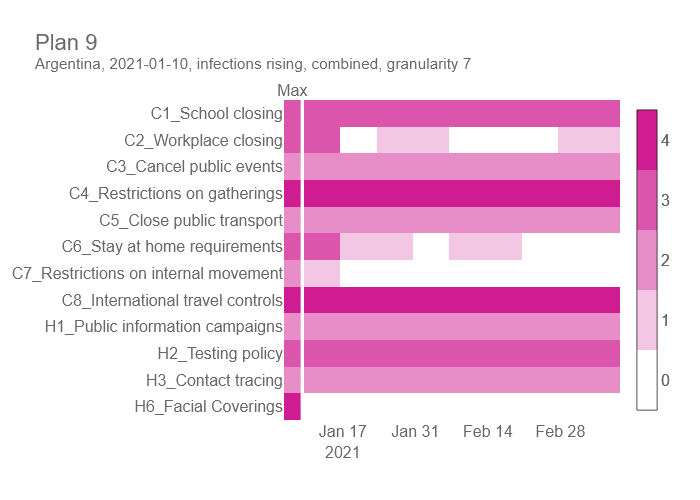 Plan 9
Argentina, 2021-01-10, infections rising, combined, granularity 7
Max
C1_School closing
C2_Workplace closing
C3_Cancel public events
C4_Restrictions on gatherings
C5_Close public transport
C6_Stay at home requirements
C7_Restrictions on internal movement
C8_International travel controls
H1_Public information campaigns
H2_Testing policy
H3_Contact tracing
H6_Facial Coverings
Jan 17 Jan 31 Feb 14 Feb 28
2021
4
3
2
1
0